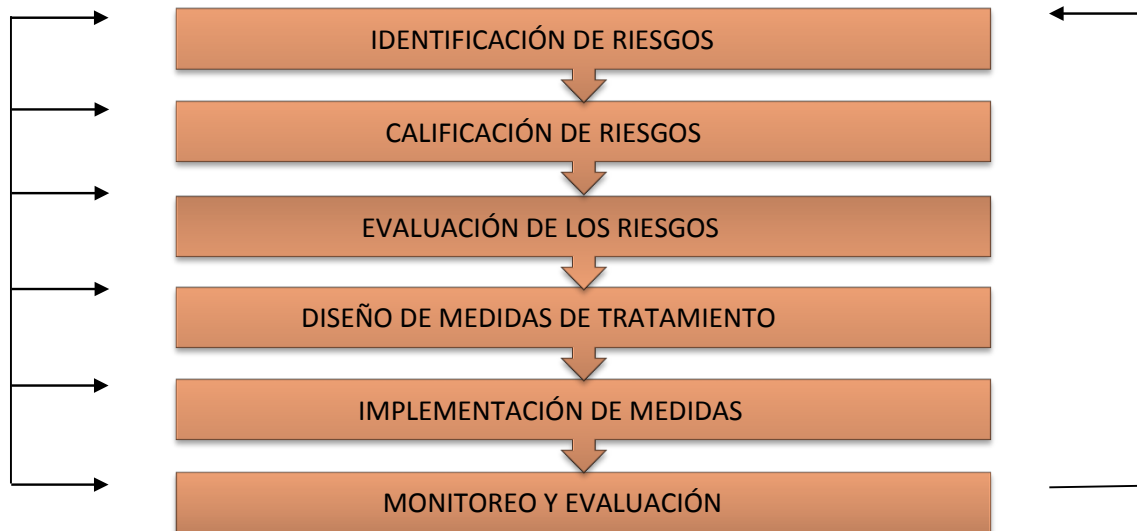 IDENTIFICACIÓN DE RIESGOS
CALIFICACIÓN DE RIESGOS
EVALUACIÓN DE LOS RIESGOS
DISEÑO DE MEDIDAS DE TRATAMIENTO
IMPLEMENTACIÓN DE MEDIDAS
MONITOREO Y EVALUACIÓN